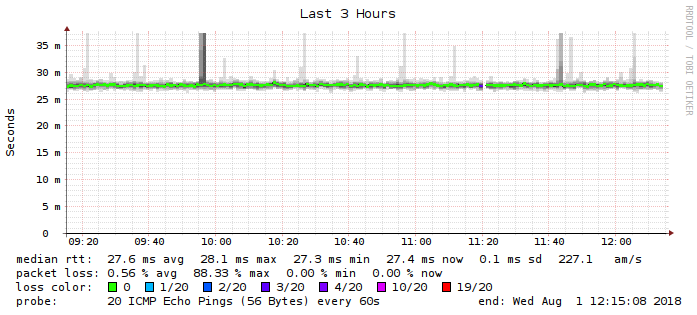 Last 3 Hours
RRDTOOL / TOBI OETIKER
Seconds
35 m
30 m
25 m
20 m
15 m
10 m
5 m
0
09:20 09:40 10:00 10:20 10:40 11:00 11:20 11:40 12:00
median rtt: 27.6 ms avg 28.1 ms max 27.3 ms min 27.4 ms now 0.1 ms sd 227.1 am/s
packet loss: 0.56 % avg 88.33 % max 0.00 % min 0.00 % now
loss color: 0 1/20 2/20 3/20 4/20 10/20 19/20
probe: 20 ICMP Echo Pings (56 Bytes) every 60s end: Wed Aug 1 12:15:08 2018